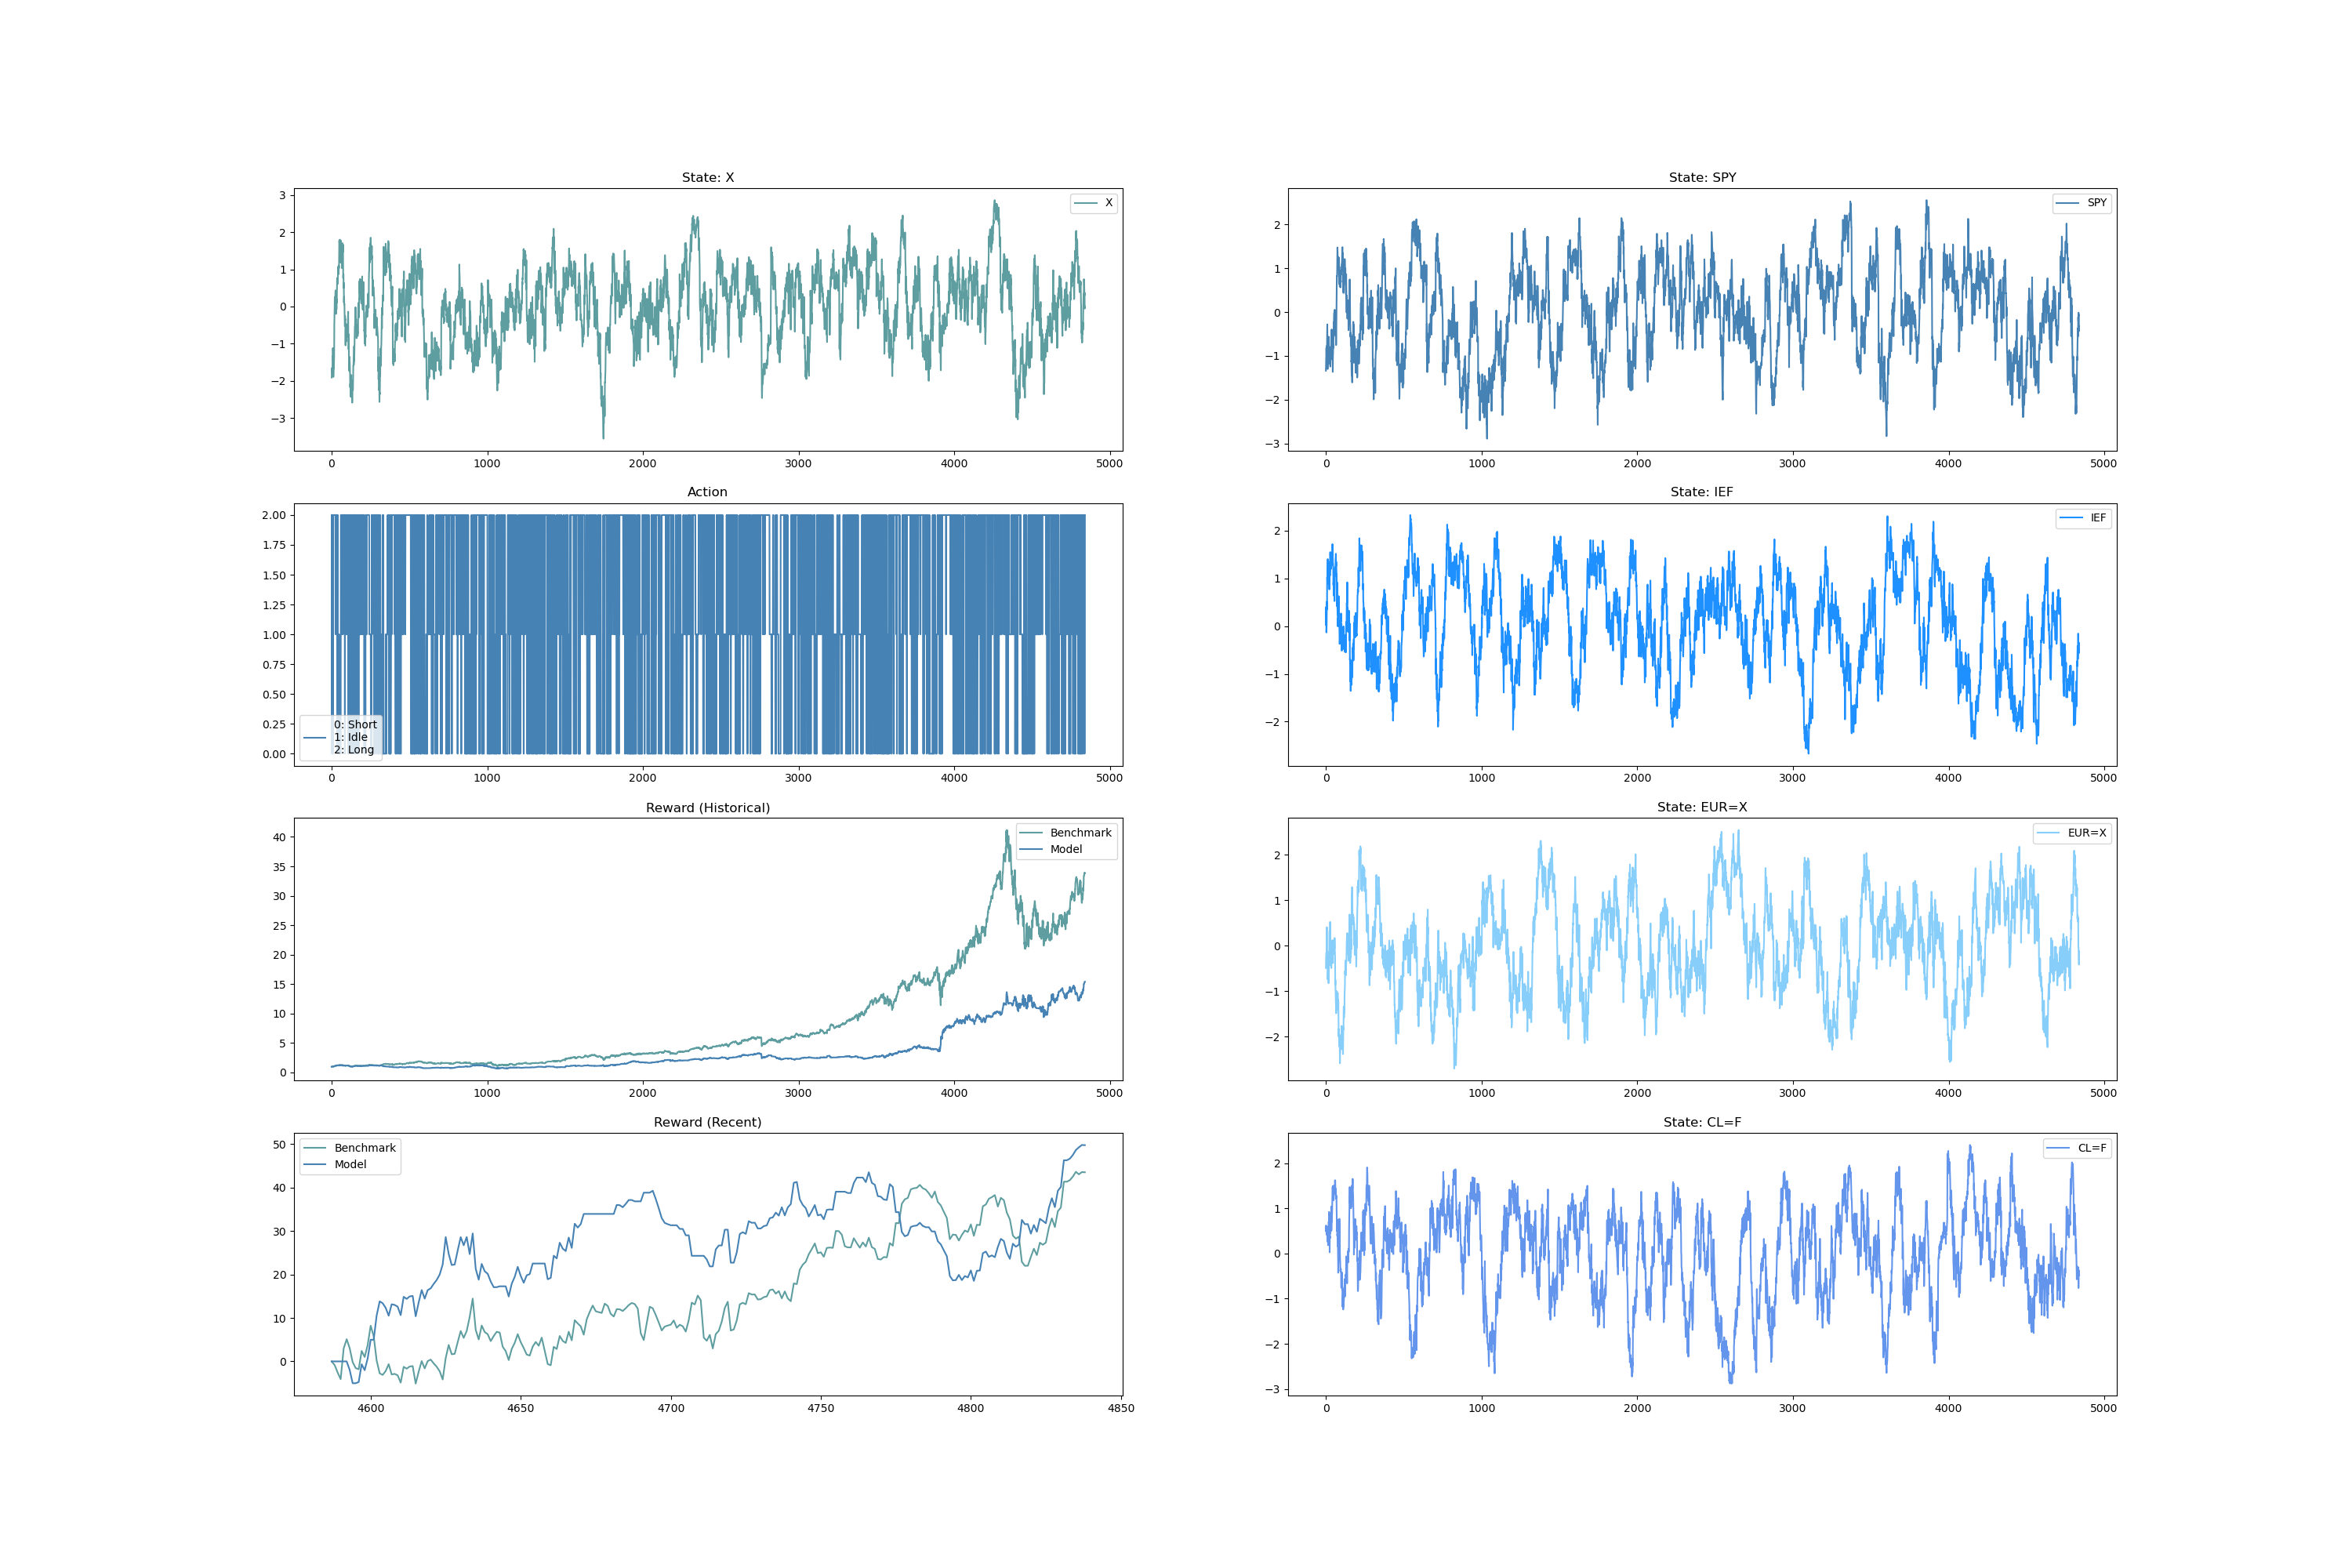 State: X
3
2
1
0
−1
−2
−3
0 1000 2000 3000 4000 5000
X
State: SPY
2
1
0
−1
−2
−3
0 1000 2000 3000 4000 5000
SPY
Action
2.00
1.75
1.50
1.25
1.00
0.75
0.50
0.25
0.00
0: Short
1: Idle
2: Long
0 1000 2000 3000 4000 5000
State: IEF
2
1
0
−1
−2
0 1000 2000 3000 4000 5000
IEF
Reward (Historical)
40
35
30
25
20
15
10
5
0
0 1000 2000 3000 4000 5000
Benchmark
Model
State: EUR=X
2
1
0
−1
−2
0 1000 2000 3000 4000 5000
EUR=X
Reward (Recent)
50
40
30
20
10
0
4600 4650 4700 4750 4800 4850
Benchmark
Model
State: CL=F
2
1
0
−1
−2
−3
0 1000 2000 3000 4000 5000
CL=F